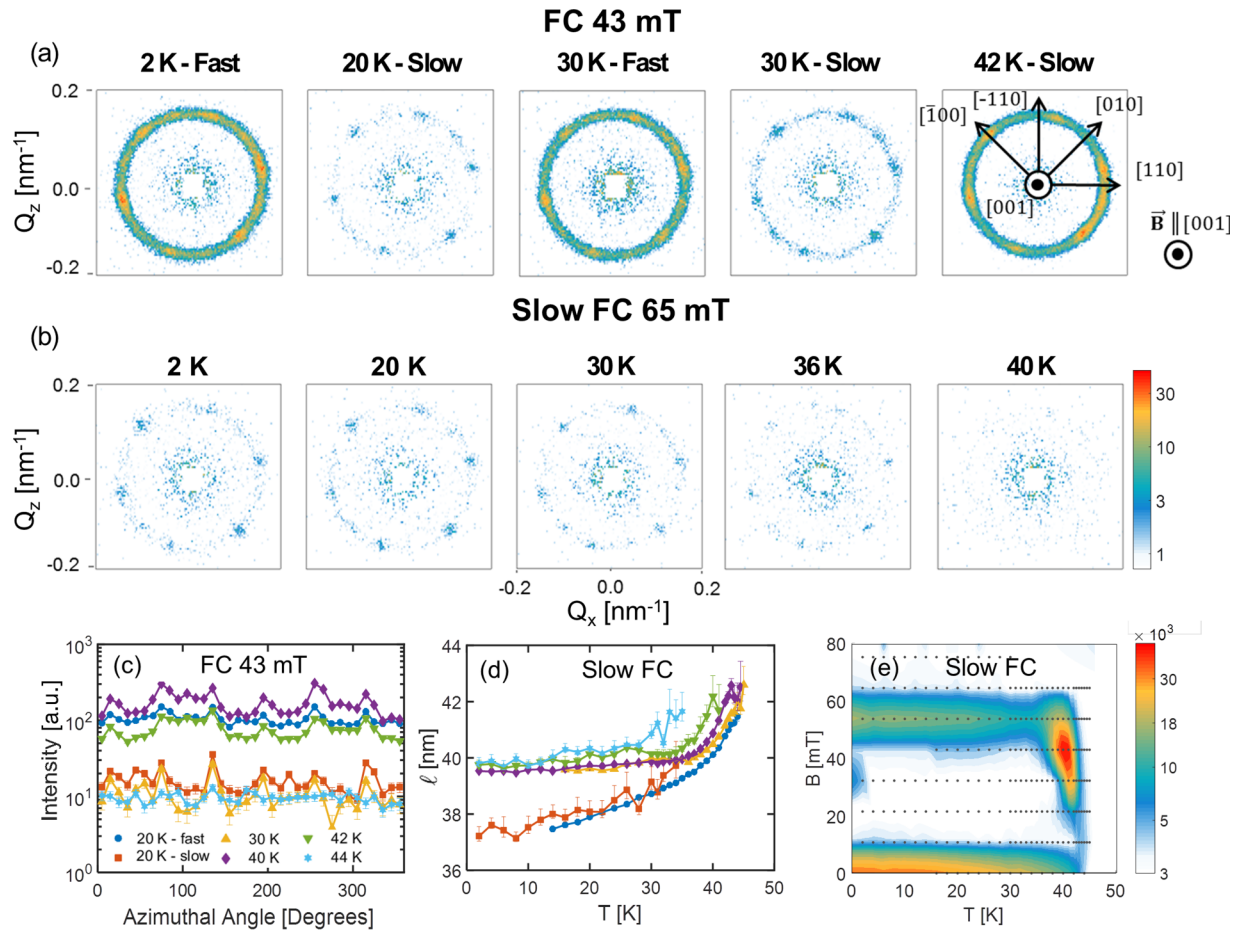 FC 43 mT
(a)
2 K - Fast
20 K - Slow
30 K - Fast
30 K - Slow
42 K - Slow
0.2
0.0
-0.2
Q_z [nm⁻¹]
[1̄00]
[-110]
[010]
[110]
[001]
B⃗ ∥ [001]
Slow FC 65 mT
(b)
2 K
20 K
30 K
36 K
40 K
0.2
0.0
-0.2
Q_z [nm⁻¹]
-0.2
0.0
0.2
Q_x [nm⁻¹]
30
10
3
1
(c)
FC 43 mT
10³
10²
10¹
10⁰
Intensity [a.u.]
20 K - fast
20 K - slow
30 K
40 K
42 K
44 K
0 100 200 300
Azimuthal Angle [Degrees]
(d)
Slow FC
44
42
40
38
36
ℓ [nm]
0 10 20 30 40 50
T [K]
(e)
Slow FC
80
60
40
20
0
B [mT]
0 10 20 30 40 50
T [K]
× 10³
30
18
10
6
3